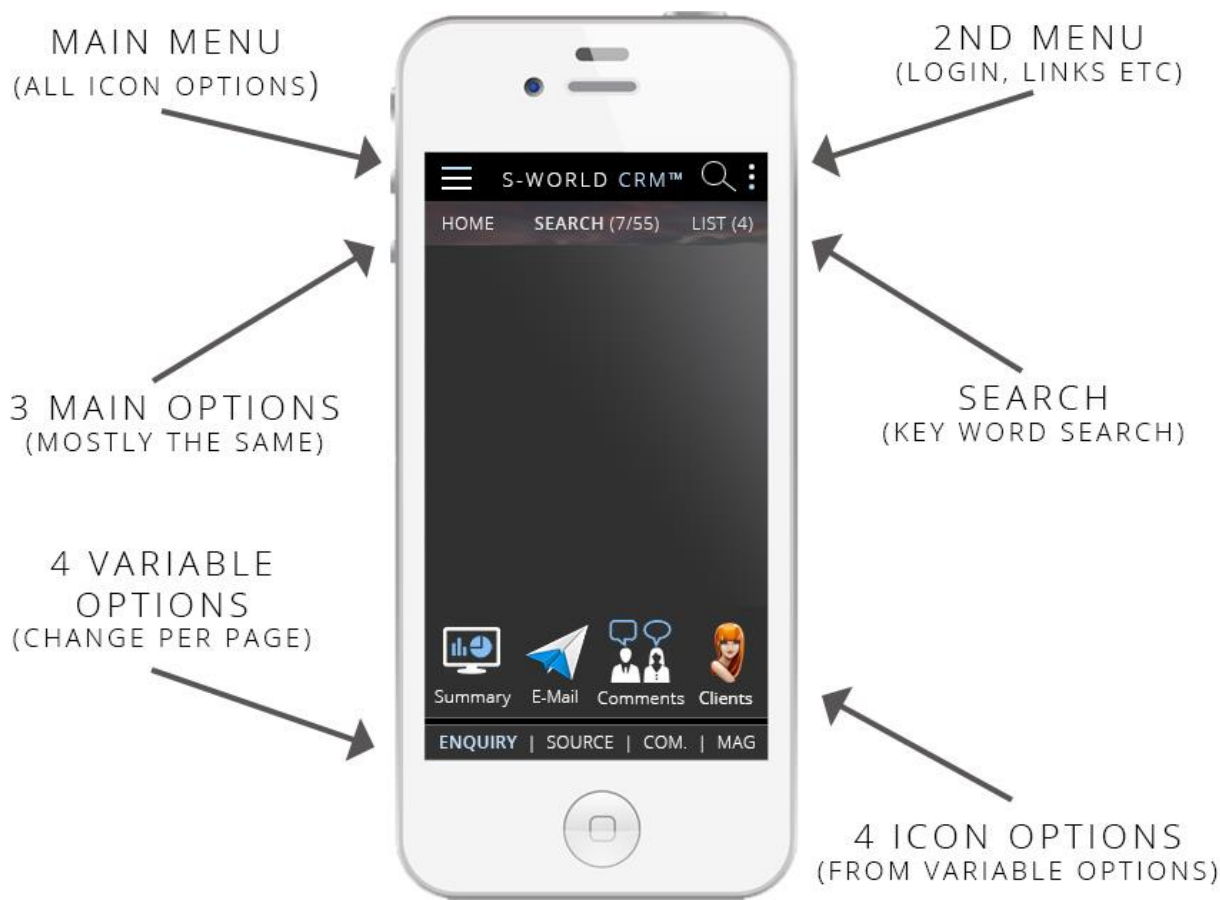 MAIN MENU
(ALL ICON OPTIONS)
2ND MENU
(LOGIN, LINKS ETC)
S-WORLD CRM™
HOME SEARCH (7/55) LIST (4)
3 MAIN OPTIONS
(MOSTLY THE SAME)
SEARCH
(KEY WORD SEARCH)
4 VARIABLE
OPTIONS
(CHANGE PER PAGE)
Summary E-Mail Comments Clients
ENQUIRY | SOURCE | COM. | MAG
4 ICON OPTIONS
(FROM VARIABLE OPTIONS)